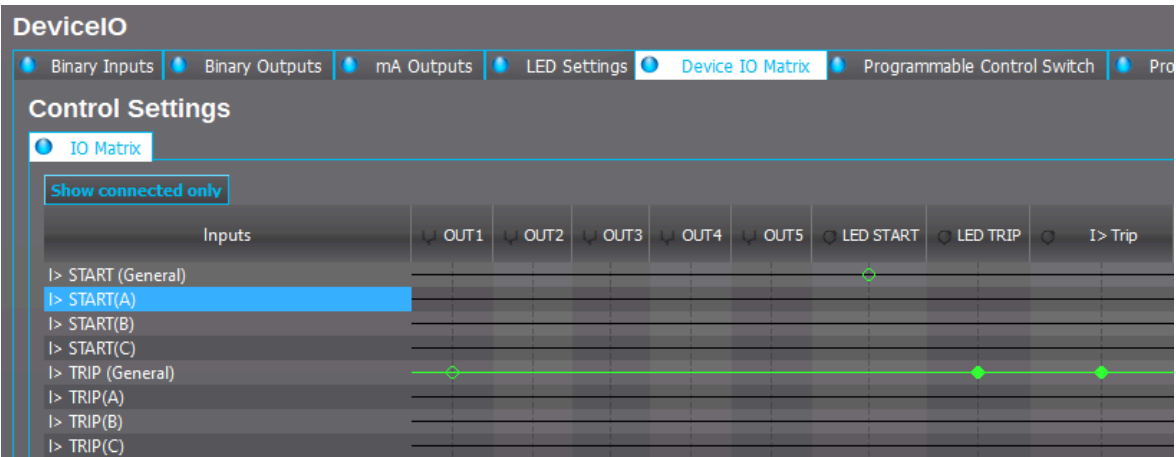 DeviceIO
Binary Inputs Binary Outputs mA Outputs LED Settings Device IO Matrix Programmable Control Switch Pro
Control Settings
IO Matrix
Show connected only
Inputs OUT1 OUT2 OUT3 OUT4 OUT5 LED START LED TRIP I> Trip
I> START (General)
I> START(A)
I> START(B)
I> START(C)
I> TRIP (General)
I> TRIP(A)
I> TRIP(B)
I> TRIP(C)